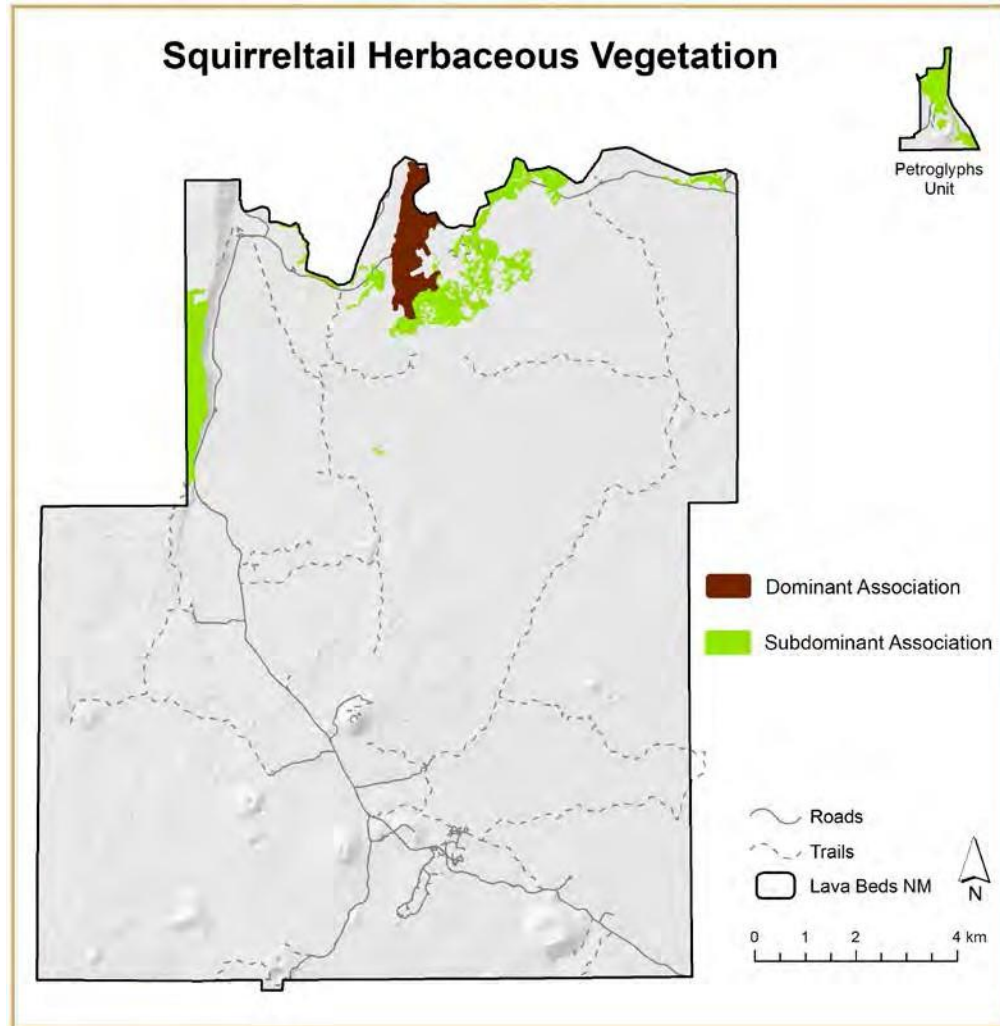 Squirreltail Herbaceous Vegetation
Petroglyphs
Unit
Dominant Association
Subdominant Association
Roads
Trails
Lava Beds NM
N
0 1 2 4 km